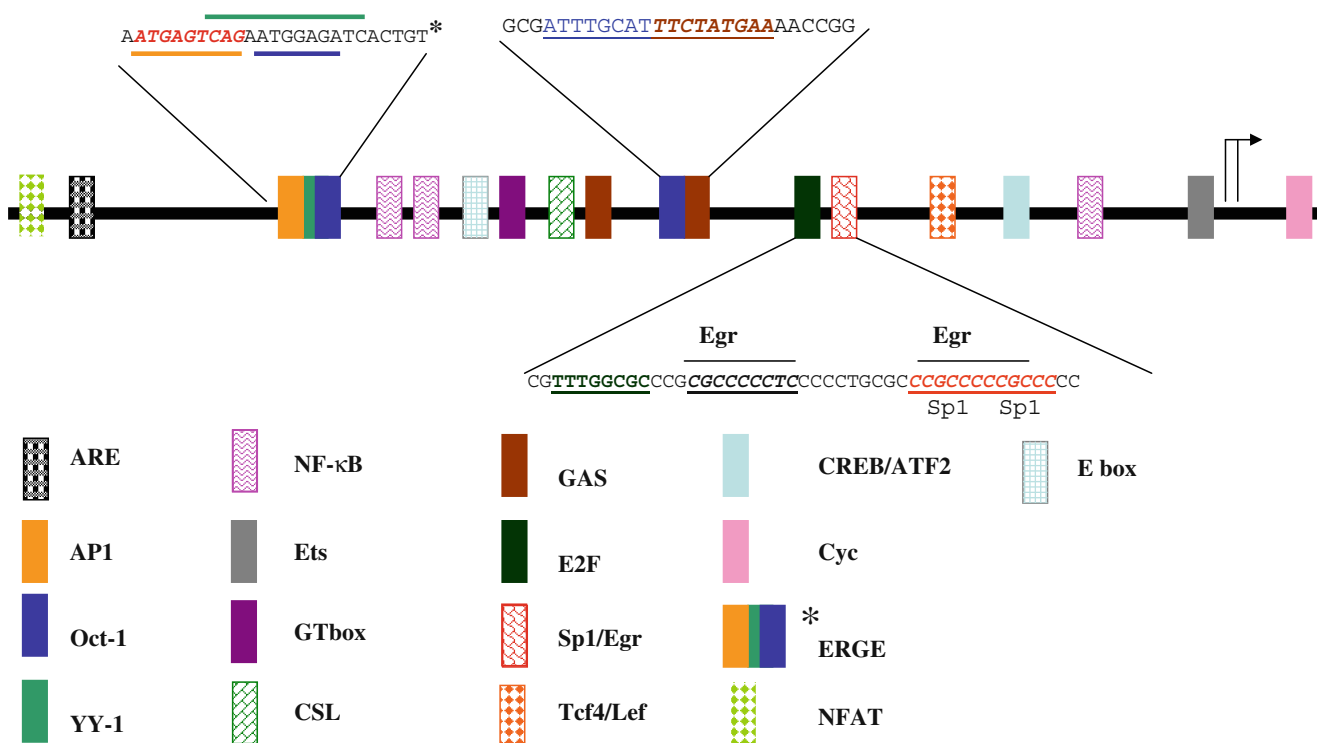 AATGAGTCAGAATGGAGATCACTGT*
GCGATTTGCATTTCTATGAAAACCGG
Egr Egr
CGTTTGGCGCCCGCGCCCCCTCCCCCTGCGCCCGCCCCCGCCCCC
Sp1 Sp1
ARE
NF-κB
GAS
CREB/ATF2
E box
AP1
Ets
E2F
Cyc
Oct-1
GTbox
Sp1/Egr
* ERGE
YY-1
CSL
Tcf4/Lef
NFAT